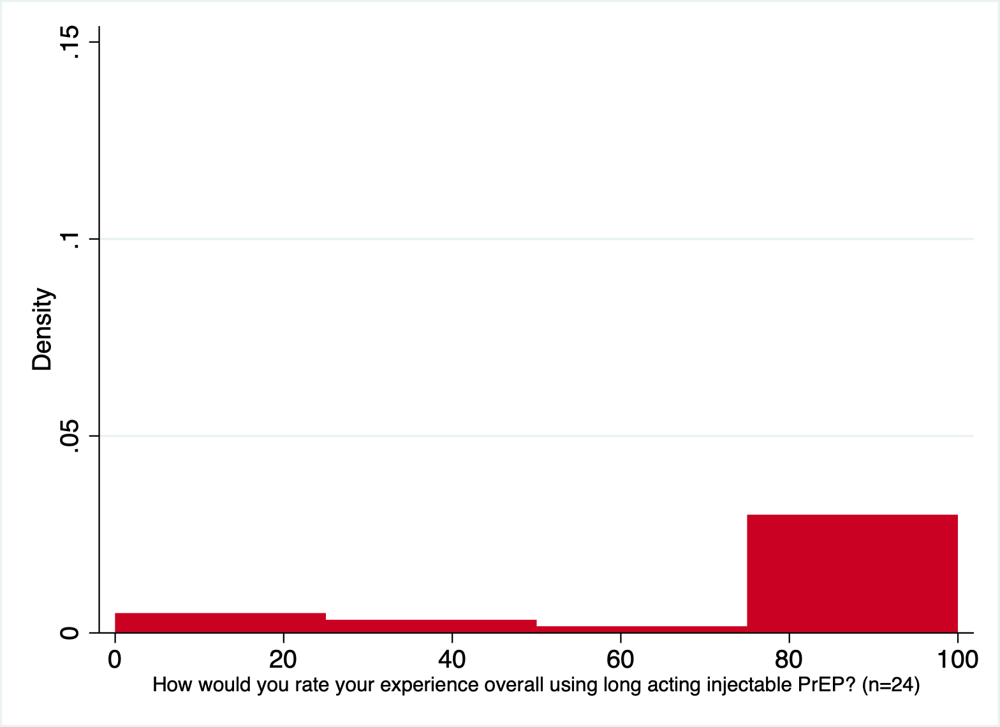 .15
.1
.05
0
Density
0 20 40 60 80 100
How would you rate your experience overall using long acting injectable PrEP? (n=24)